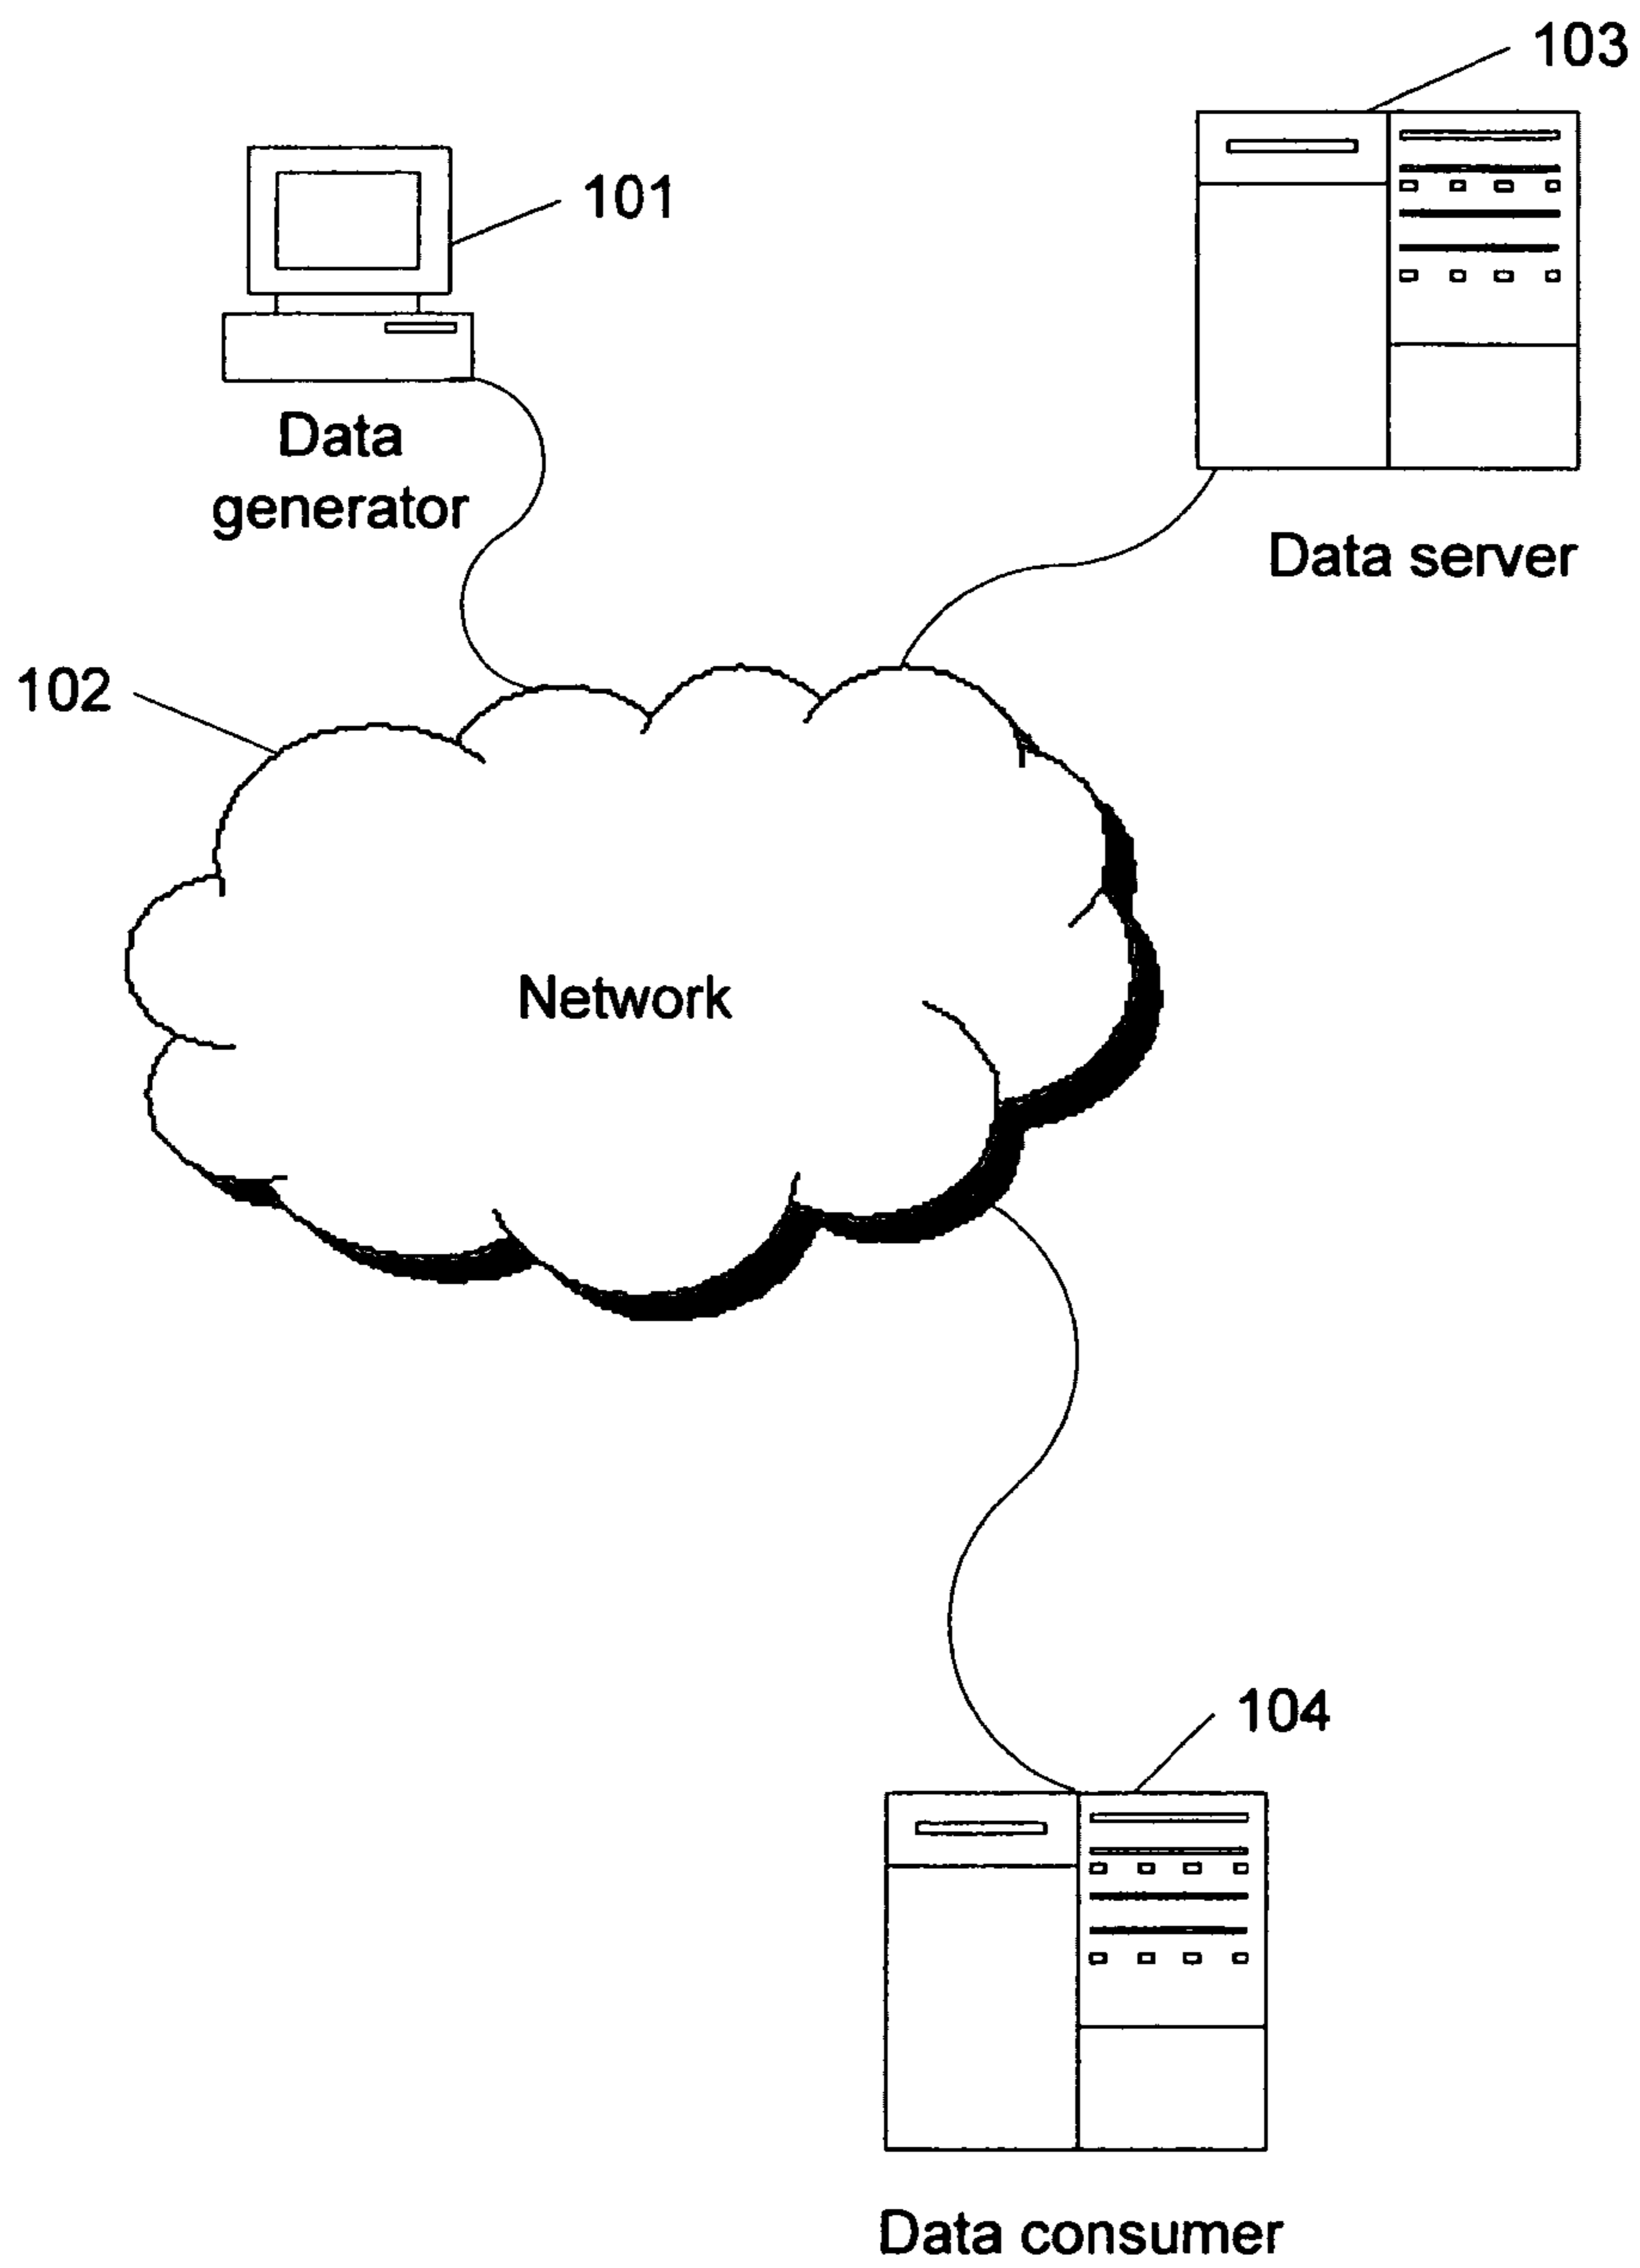 103
101
Data
generator
Data server
102
Network
104
Data consumer